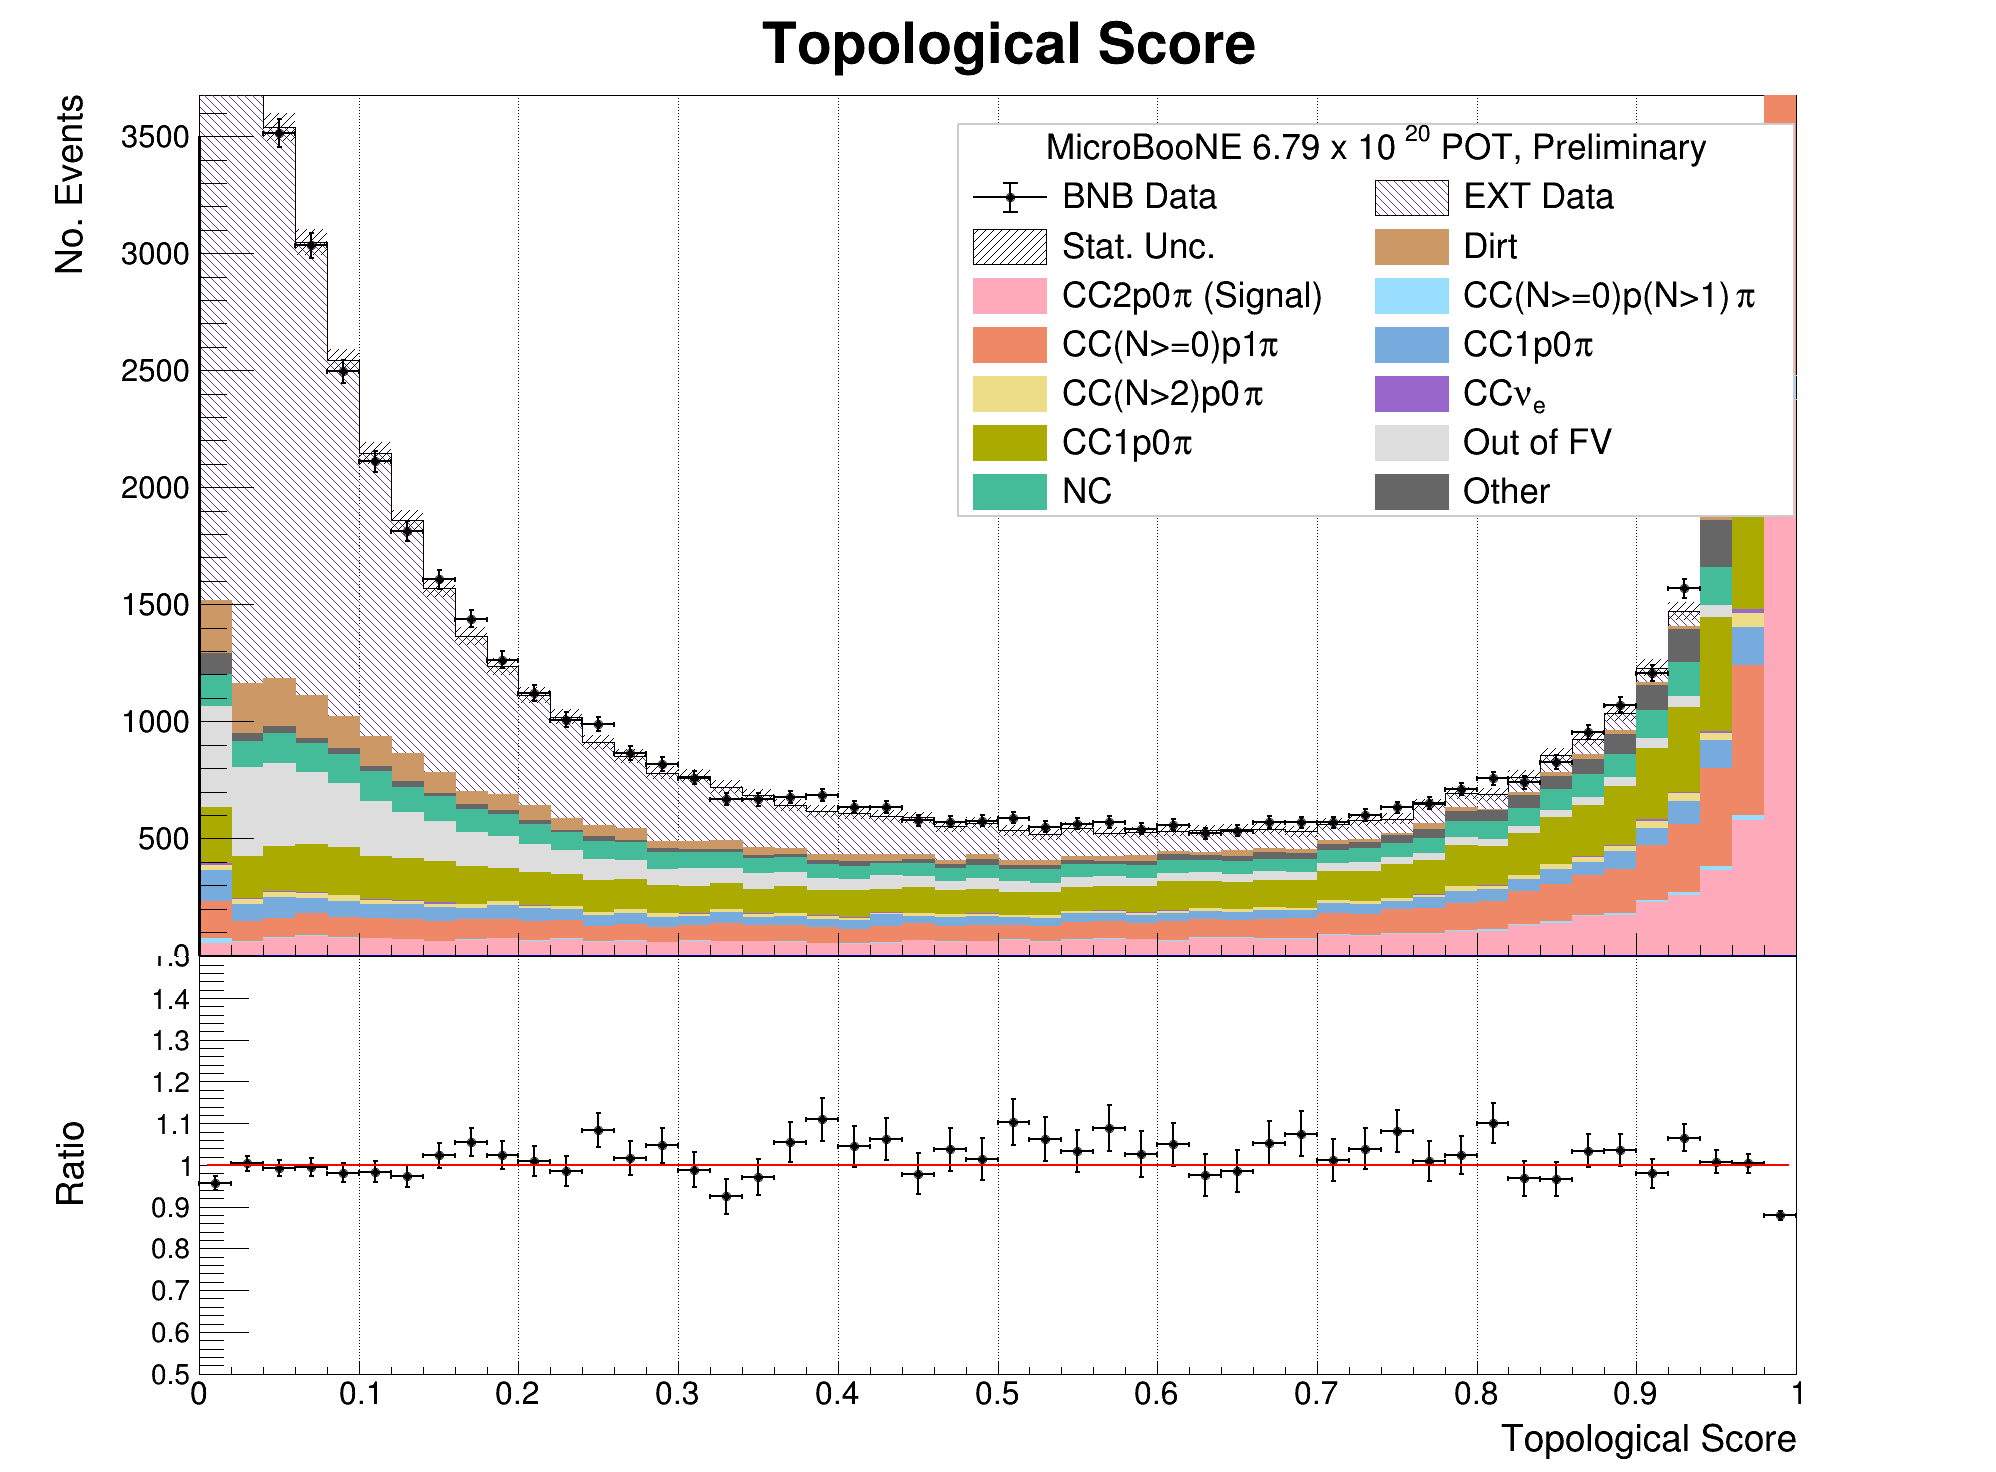 Topological Score
No. Events
3500
3000
2500
2000
1500
1000
500
0
MicroBooNE 6.79 x 10 20 POT, Preliminary
BNB Data
EXT Data
Stat. Unc.
Dirt
CC2p0π (Signal)
CC(N>=0)p(N>1)π
CC(N>=0)p1π
CC1p0π
CC(N>2)p0π
CCνe
CC1p0π
Out of FV
NC
Other
Ratio
1.4
1.3
1.2
1.1
1
0.9
0.8
0.7
0.6
0.5
0
0.1
0.2
0.3
0.4
0.5
0.6
0.7
0.8
0.9
1
Topological Score